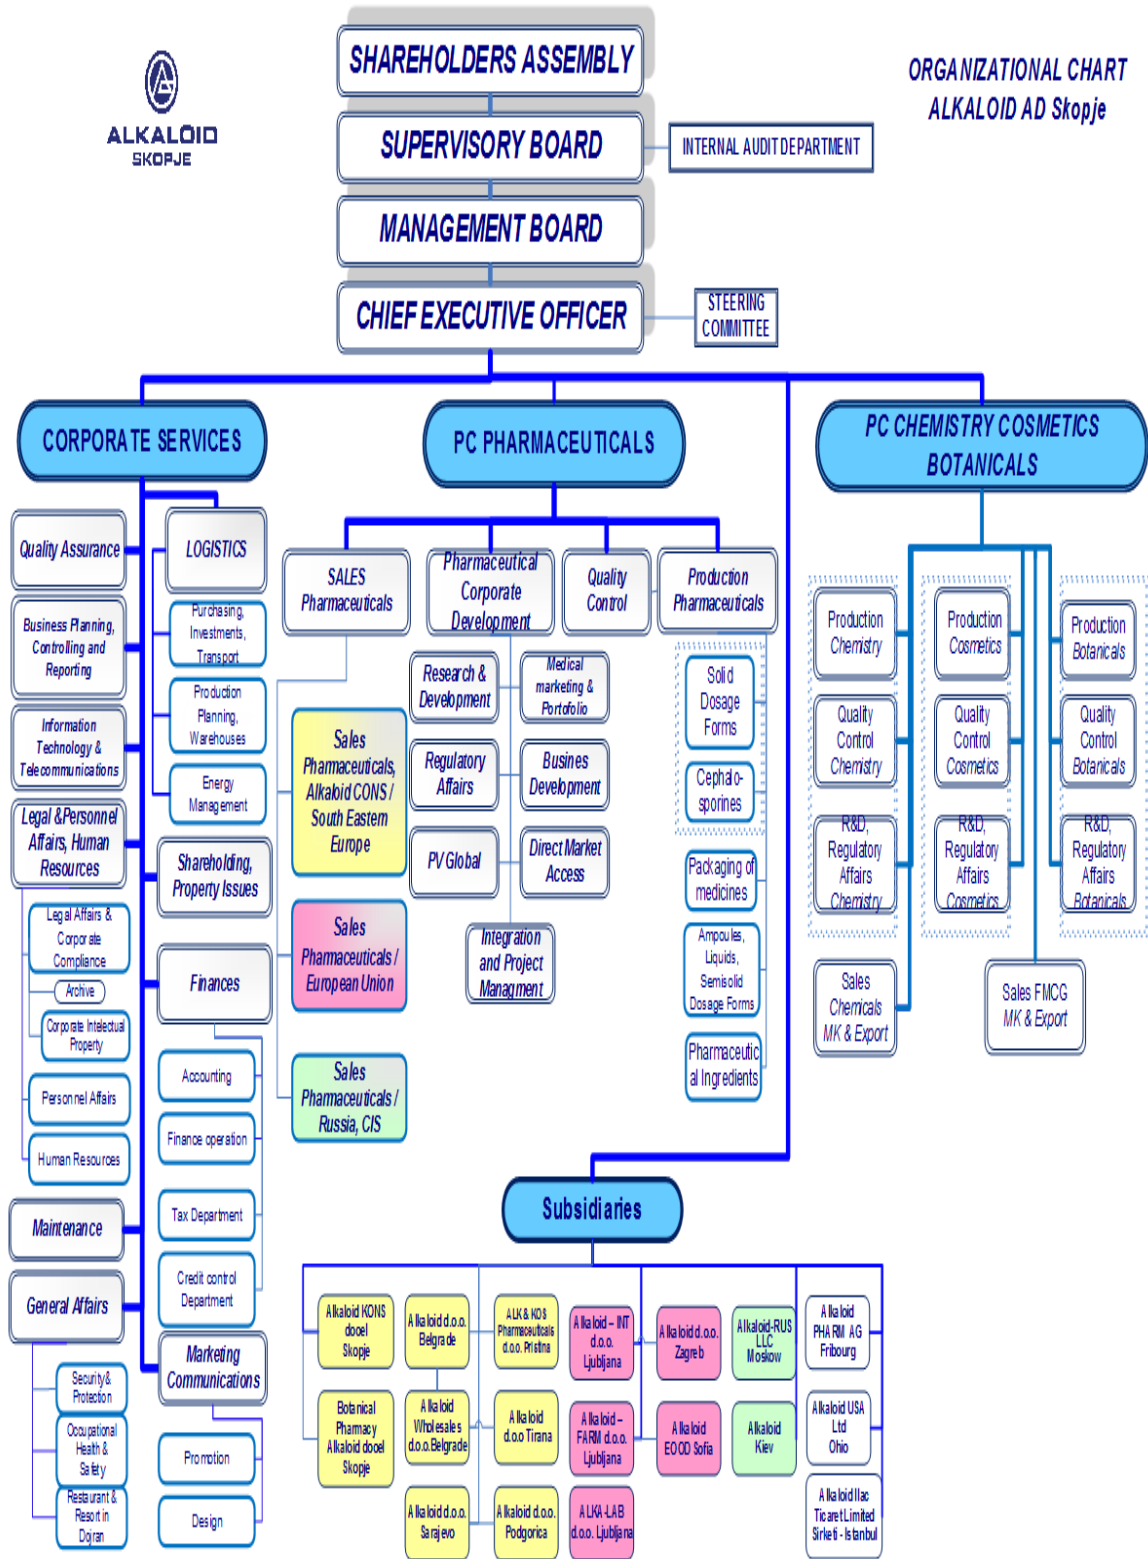 ALKALOID
SKOPJE
ORGANIZATIONAL CHART
ALKALOID AD Skopje
SHAREHOLDERS ASSEMBLY
SUPERVISORY BOARD
INTERNAL AUDIT DEPARTMENT
MANAGEMENT BOARD
CHIEF EXECUTIVE OFFICER
STEERING
COMMITTEE
CORPORATE SERVICES
PC PHARMACEUTICALS
PC CHEMISTRY COSMETICS
BOTANICALS
Quality Assurance
Business Planning,
Controlling and
Reporting
Information
Technology &
Telecommunications
Legal &Personnel
Affairs, Human
Resources
Legal Affairs &
Corporate
Compliance
Archive
Corporate Intelectual
Property
Personnel Affairs
Human Resources
Maintenance
General Affairs
Security &
Protection
Occupational
Health &
Safety
Restaurant &
Resort in
Dojran
LOGISTICS
Purchasing,
Investments,
Transport
Production
Planning,
Warehouses
Energy
Management
Shareholding,
Property Issues
Finances
Accounting
Finance operation
Tax Department
Credit control
Department
Marketing
Communications
Promotion
Design
SALES
Pharmaceuticals
Sales
Pharmaceuticals,
Alkaloid CONS /
South Eastern
Europe
Sales
Pharmaceuticals /
European Union
Sales
Pharmaceuticals /
Russia, CIS
Pharmaceutical
Corporate
Development
Research &
Development
Medical
marketing &
Portofolio
Regulatory
Affairs
Busines
Development
PV Global
Direct Market
Access
Integration
and Project
Managment
Quality
Control
Production
Pharmaceuticals
Solid
Dosage
Forms
Cephalo-
sporines
Packaging of
medicines
Ampoules,
Liquids,
Semisolid
Dosage Forms
Pharmaceutic
al Ingredients
Production
Chemistry
Quality
Control
Chemistry
R&D,
Regulatory
Affairs
Chemistry
Sales
Chemicals
MK & Export
Production
Cosmetics
Quality
Control
Cosmetics
R&D,
Regulatory
Affairs
Cosmetics
Production
Botanicals
Quality
Control
Botanicals
R&D,
Regulatory
Affairs
Botanicals
Sales FMCG
MK & Export
Subsidiaries
Alkaloid KONS
dooel
Skopje
Botanical
Pharmacy
Alkaloid dooel
Skopje
Alkaloid d.o.o.
Belgrade
Alkaloid
Wholesales
d.o.o.Belgrade
Alkaloid d.o.o.
Sarajevo
ALK & KOS
Pharmaceuticals
d.o.o. Pristina
Alkaloid
d.o.o Tirana
Alkaloid d.o.o.
Podgorica
Alkaloid – INT
d.o.o.
Ljubljana
Alkaloid –
FARM d.o.o.
Ljubljana
ALKA-LAB
d.o.o. Ljubljana
Alkaloid d.o.o.
Zagreb
Alkaloid
EOOD Sofia
Alkaloid-RUS
LLC
Moskow
Alkaloid
Kiev
Alkaloid
PHARM AG
Fribourg
Alkaloid USA
Ltd
Ohio
Alkaloid Ilac
Ticaret Limited
Sirketi - Istanbul